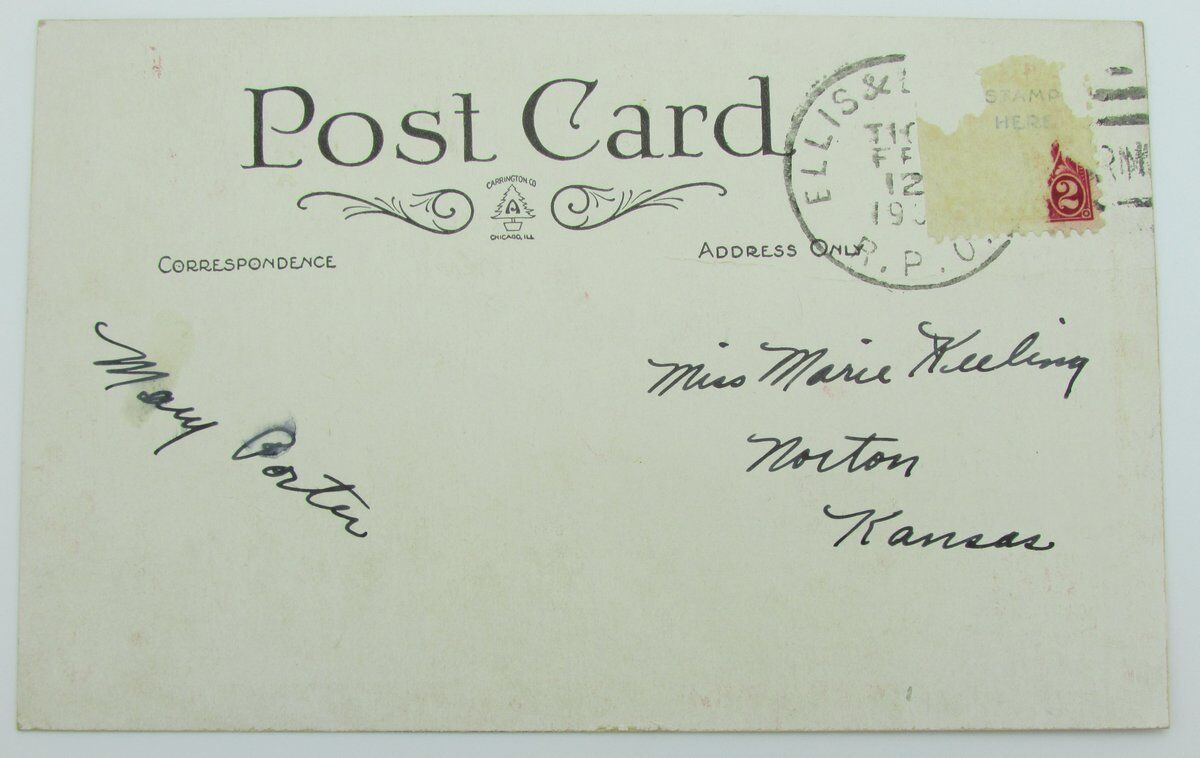 Post Card
CARRINGTON CO.
A
CHICAGO, ILL
CORRESPONDENCE
ADDRESS ONLY
ELLIS &
12
R. P. O.
STAMP
HERE
2
Mary Porter
Miss Marie Keeling
Norton
Kansas